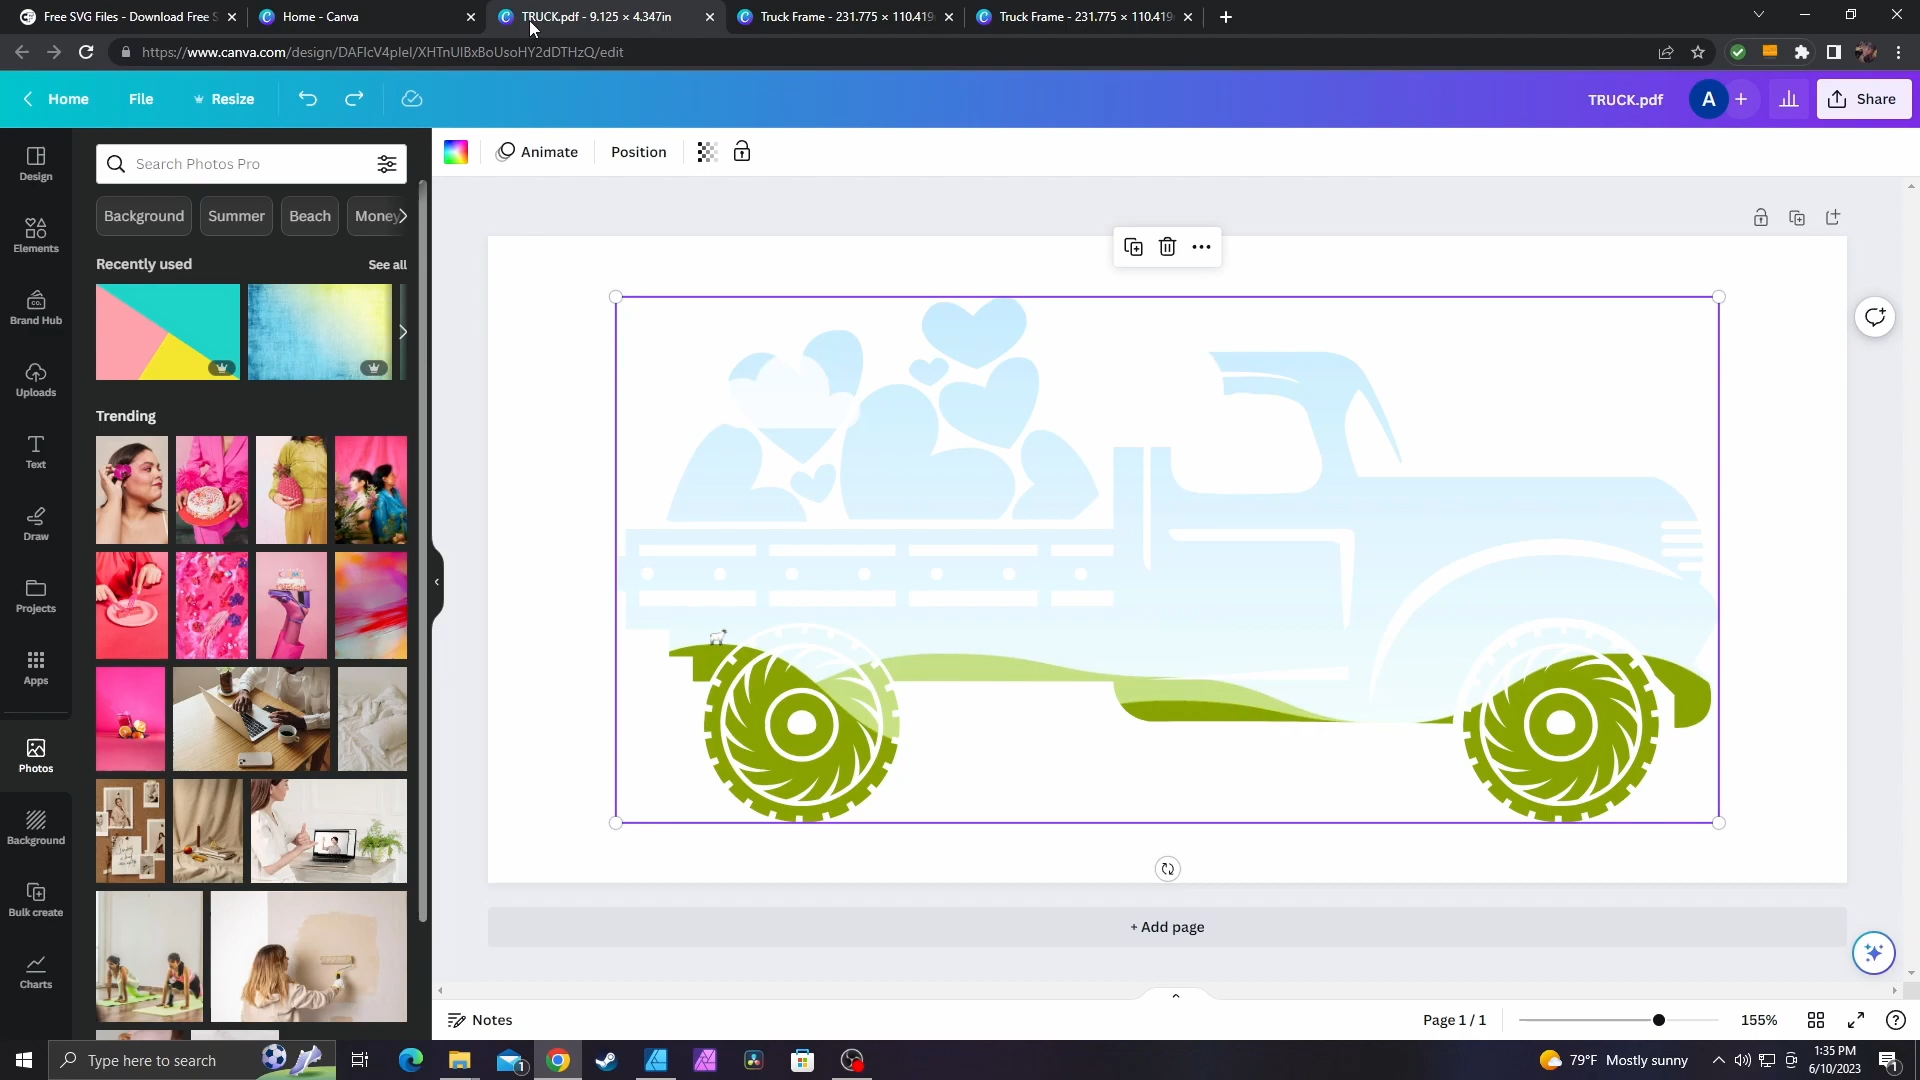 Free SVG Files - Download Free S
Home - Canva
TRUCK.pdf - 9.125 × 4.347in
Truck Frame - 231.775 × 110.419
Truck Frame - 231.775 × 110.419
https://www.canva.com/design/DAFlcV4pleI/XHTnUIBxBoUsoHY2dDTHzQ/edit
Home
File
Resize
TRUCK.pdf
A
Share
Design
Elements
Brand Hub
Uploads
Text
Draw
Projects
Apps
Photos
Background
Bulk create
Charts
Search Photos Pro
Background
Summer
Beach
Money
Recently used
See all
Trending
Animate
Position
+ Add page
Notes
Page 1 / 1
155%
Type here to search
79°F Mostly sunny
1:35 PM
6/10/2023